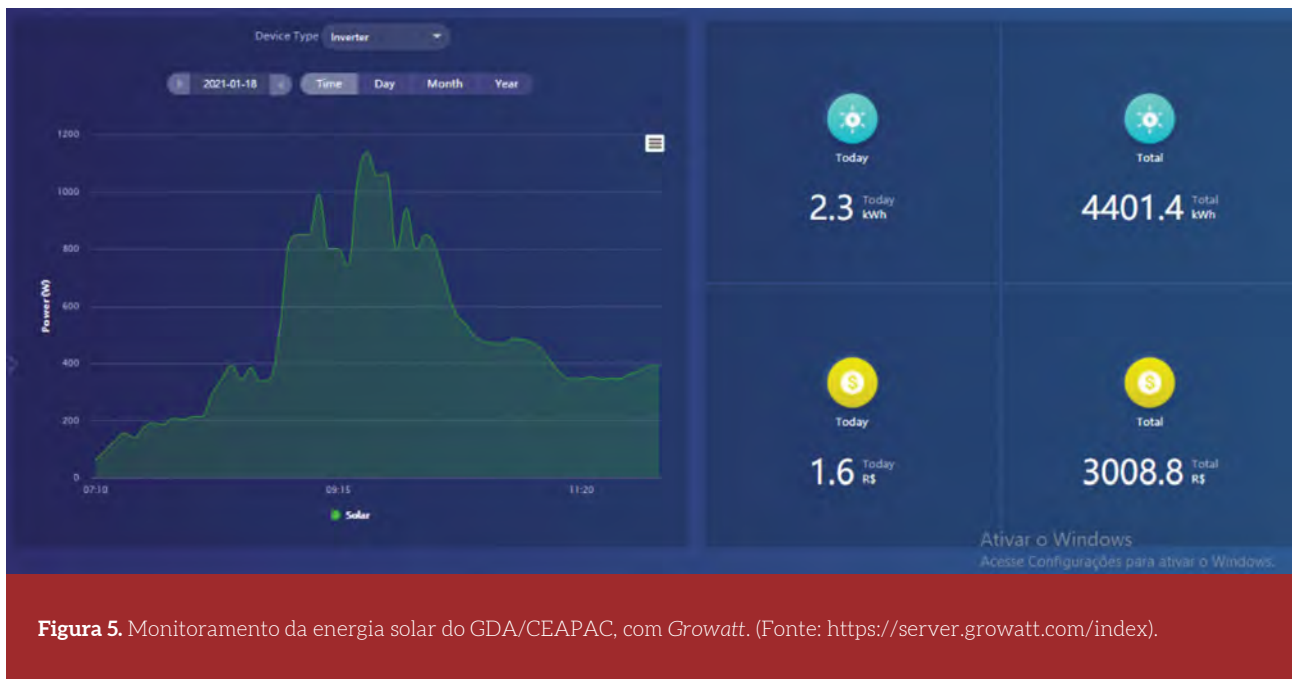 Device Type Inverter
2021-01-18 Time Day Month Year
1200
1000
800
600
400
200
0
Power(W)
07:10 09:15 11:20
Solar
Today
2.3 Today kWh
Total
4401.4 Total kWh
Today
1.6 Today R$
Total
3008.8 Total R$
Ativar o Windows
Acesse Configurações para ativar o Windows.
Figura 5. Monitoramento da energia solar do GDA/CEAPAC, com Growatt. (Fonte: https://server.growatt.com/index).